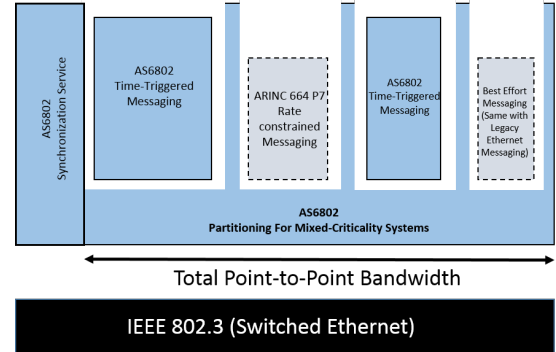 AS6802
Synchronization Service
AS6802
Time-Triggered
Messaging
ARINC 664 P7
Rate
constrained
Messaging
AS6802
Time-Triggered
Messaging
Best Effort
Messaging
(Same with
Legacy
Ethernet
Messaging)
AS6802
Partitioning For Mixed-Criticality Systems
Total Point-to-Point Bandwidth
IEEE 802.3 (Switched Ethernet)